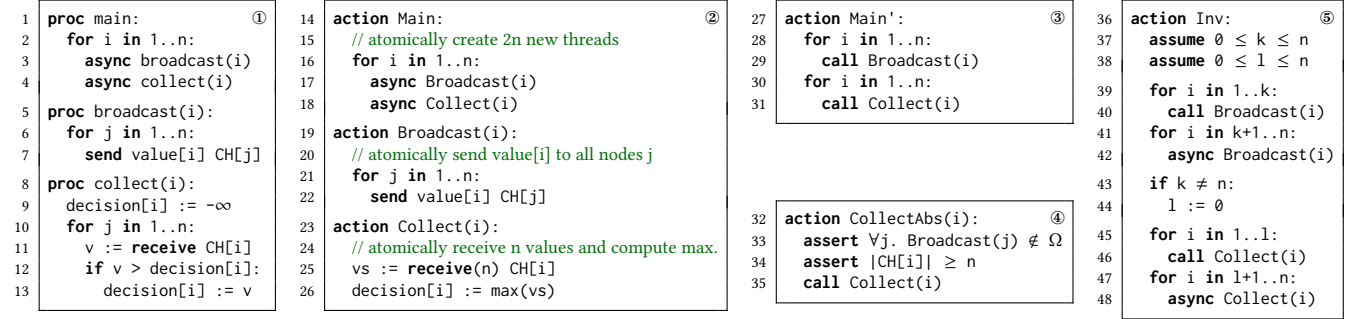 1 proc main: ①
2 for i in 1..n:
3 async broadcast(i)
4 async collect(i)
5 proc broadcast(i):
6 for j in 1..n:
7 send value[i] CH[j]
8 proc collect(i):
9 decision[i] := -∞
10 for j in 1..n:
11 v := receive CH[i]
12 if v > decision[i]:
13 decision[i] := v
14 action Main: ②
15 // atomically create 2n new threads
16 for i in 1..n:
17 async Broadcast(i)
18 async Collect(i)
19 action Broadcast(i):
20 // atomically send value[i] to all nodes j
21 for j in 1..n:
22 send value[i] CH[j]
23 action Collect(i):
24 // atomically receive n values and compute max.
25 vs := receive(n) CH[i]
26 decision[i] := max(vs)
27 action Main': ③
28 for i in 1..n:
29 call Broadcast(i)
30 for i in 1..n:
31 call Collect(i)
32 action CollectAbs(i): ④
33 assert ∀j. Broadcast(j) ∉ Ω
34 assert |CH[i]| ≥ n
35 call Collect(i)
36 action Inv: ⑤
37 assume 0 ≤ k ≤ n
38 assume 0 ≤ l ≤ n
39 for i in 1..k:
40 call Broadcast(i)
41 for i in k+1..n:
42 async Broadcast(i)
43 if k ≠ n:
44 l := 0
45 for i in 1..l:
46 call Collect(i)
47 for i in l+1..n:
48 async Collect(i)